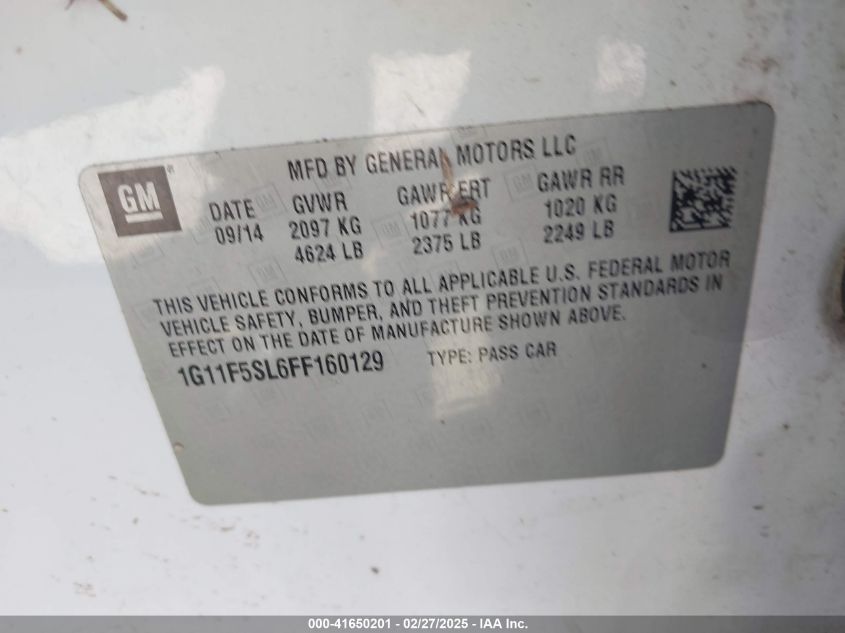 MFD BY GENERAL MOTORS LLC
GM
DATE GVWR GAWR FRT GAWR RR
09/14 2097 KG 1077 KG 1020 KG
4624 LB 2375 LB 2249 LB
THIS VEHICLE CONFORMS TO ALL APPLICABLE U.S. FEDERAL MOTOR
VEHICLE SAFETY, BUMPER, AND THEFT PREVENTION STANDARDS IN
EFFECT ON THE DATE OF MANUFACTURE SHOWN ABOVE.
1G11F5SL6FF160129 TYPE: PASS CAR
000-41650201 - 02/27/2025 - IAA Inc.